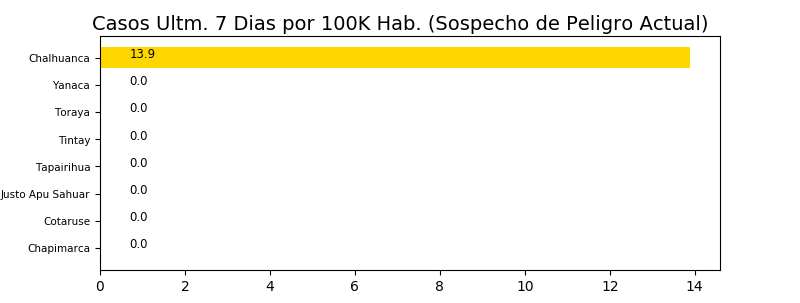 Casos Ultm. 7 Dias por 100K Hab. (Sospecho de Peligro Actual)
Chalhuanca 13.9
Yanaca 0.0
Toraya 0.0
Tintay 0.0
Tapairihua 0.0
Justo Apu Sahuar 0.0
Cotaruse 0.0
Chapimarca 0.0
0 2 4 6 8 10 12 14